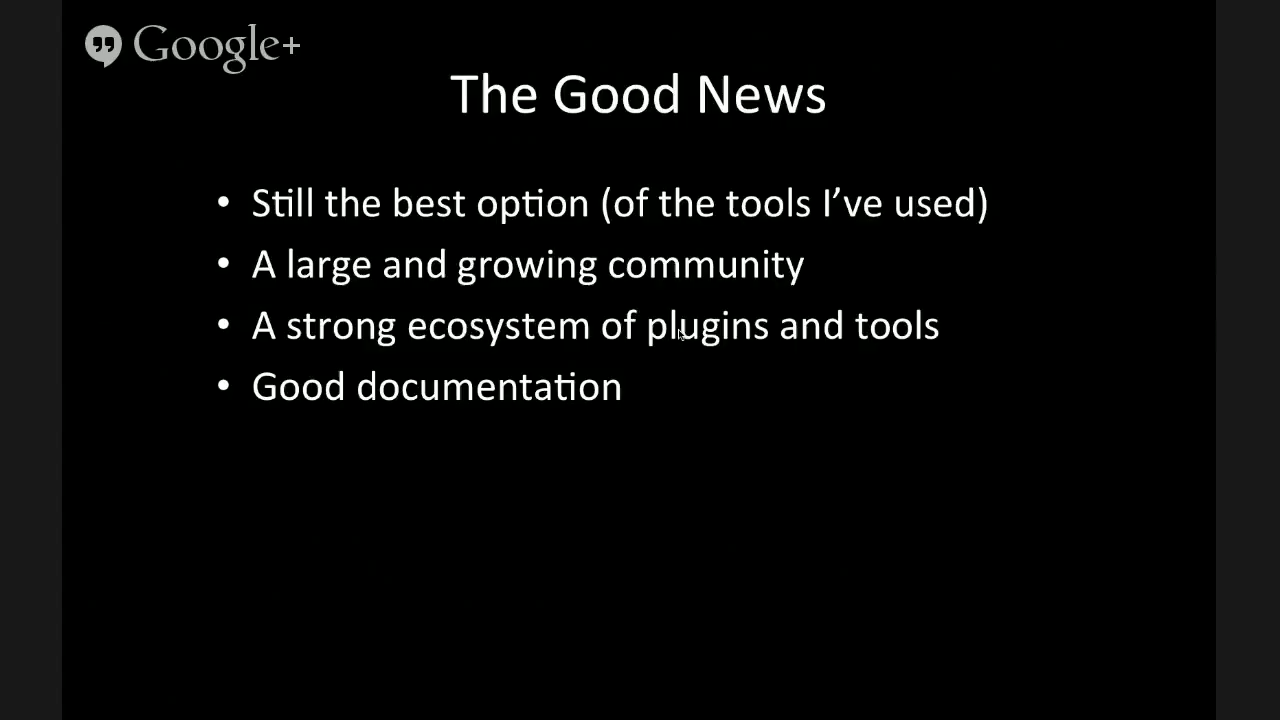 Google+
The Good News
• Still the best option (of the tools I’ve used)
• A large and growing community
• A strong ecosystem of plugins and tools
• Good documentation